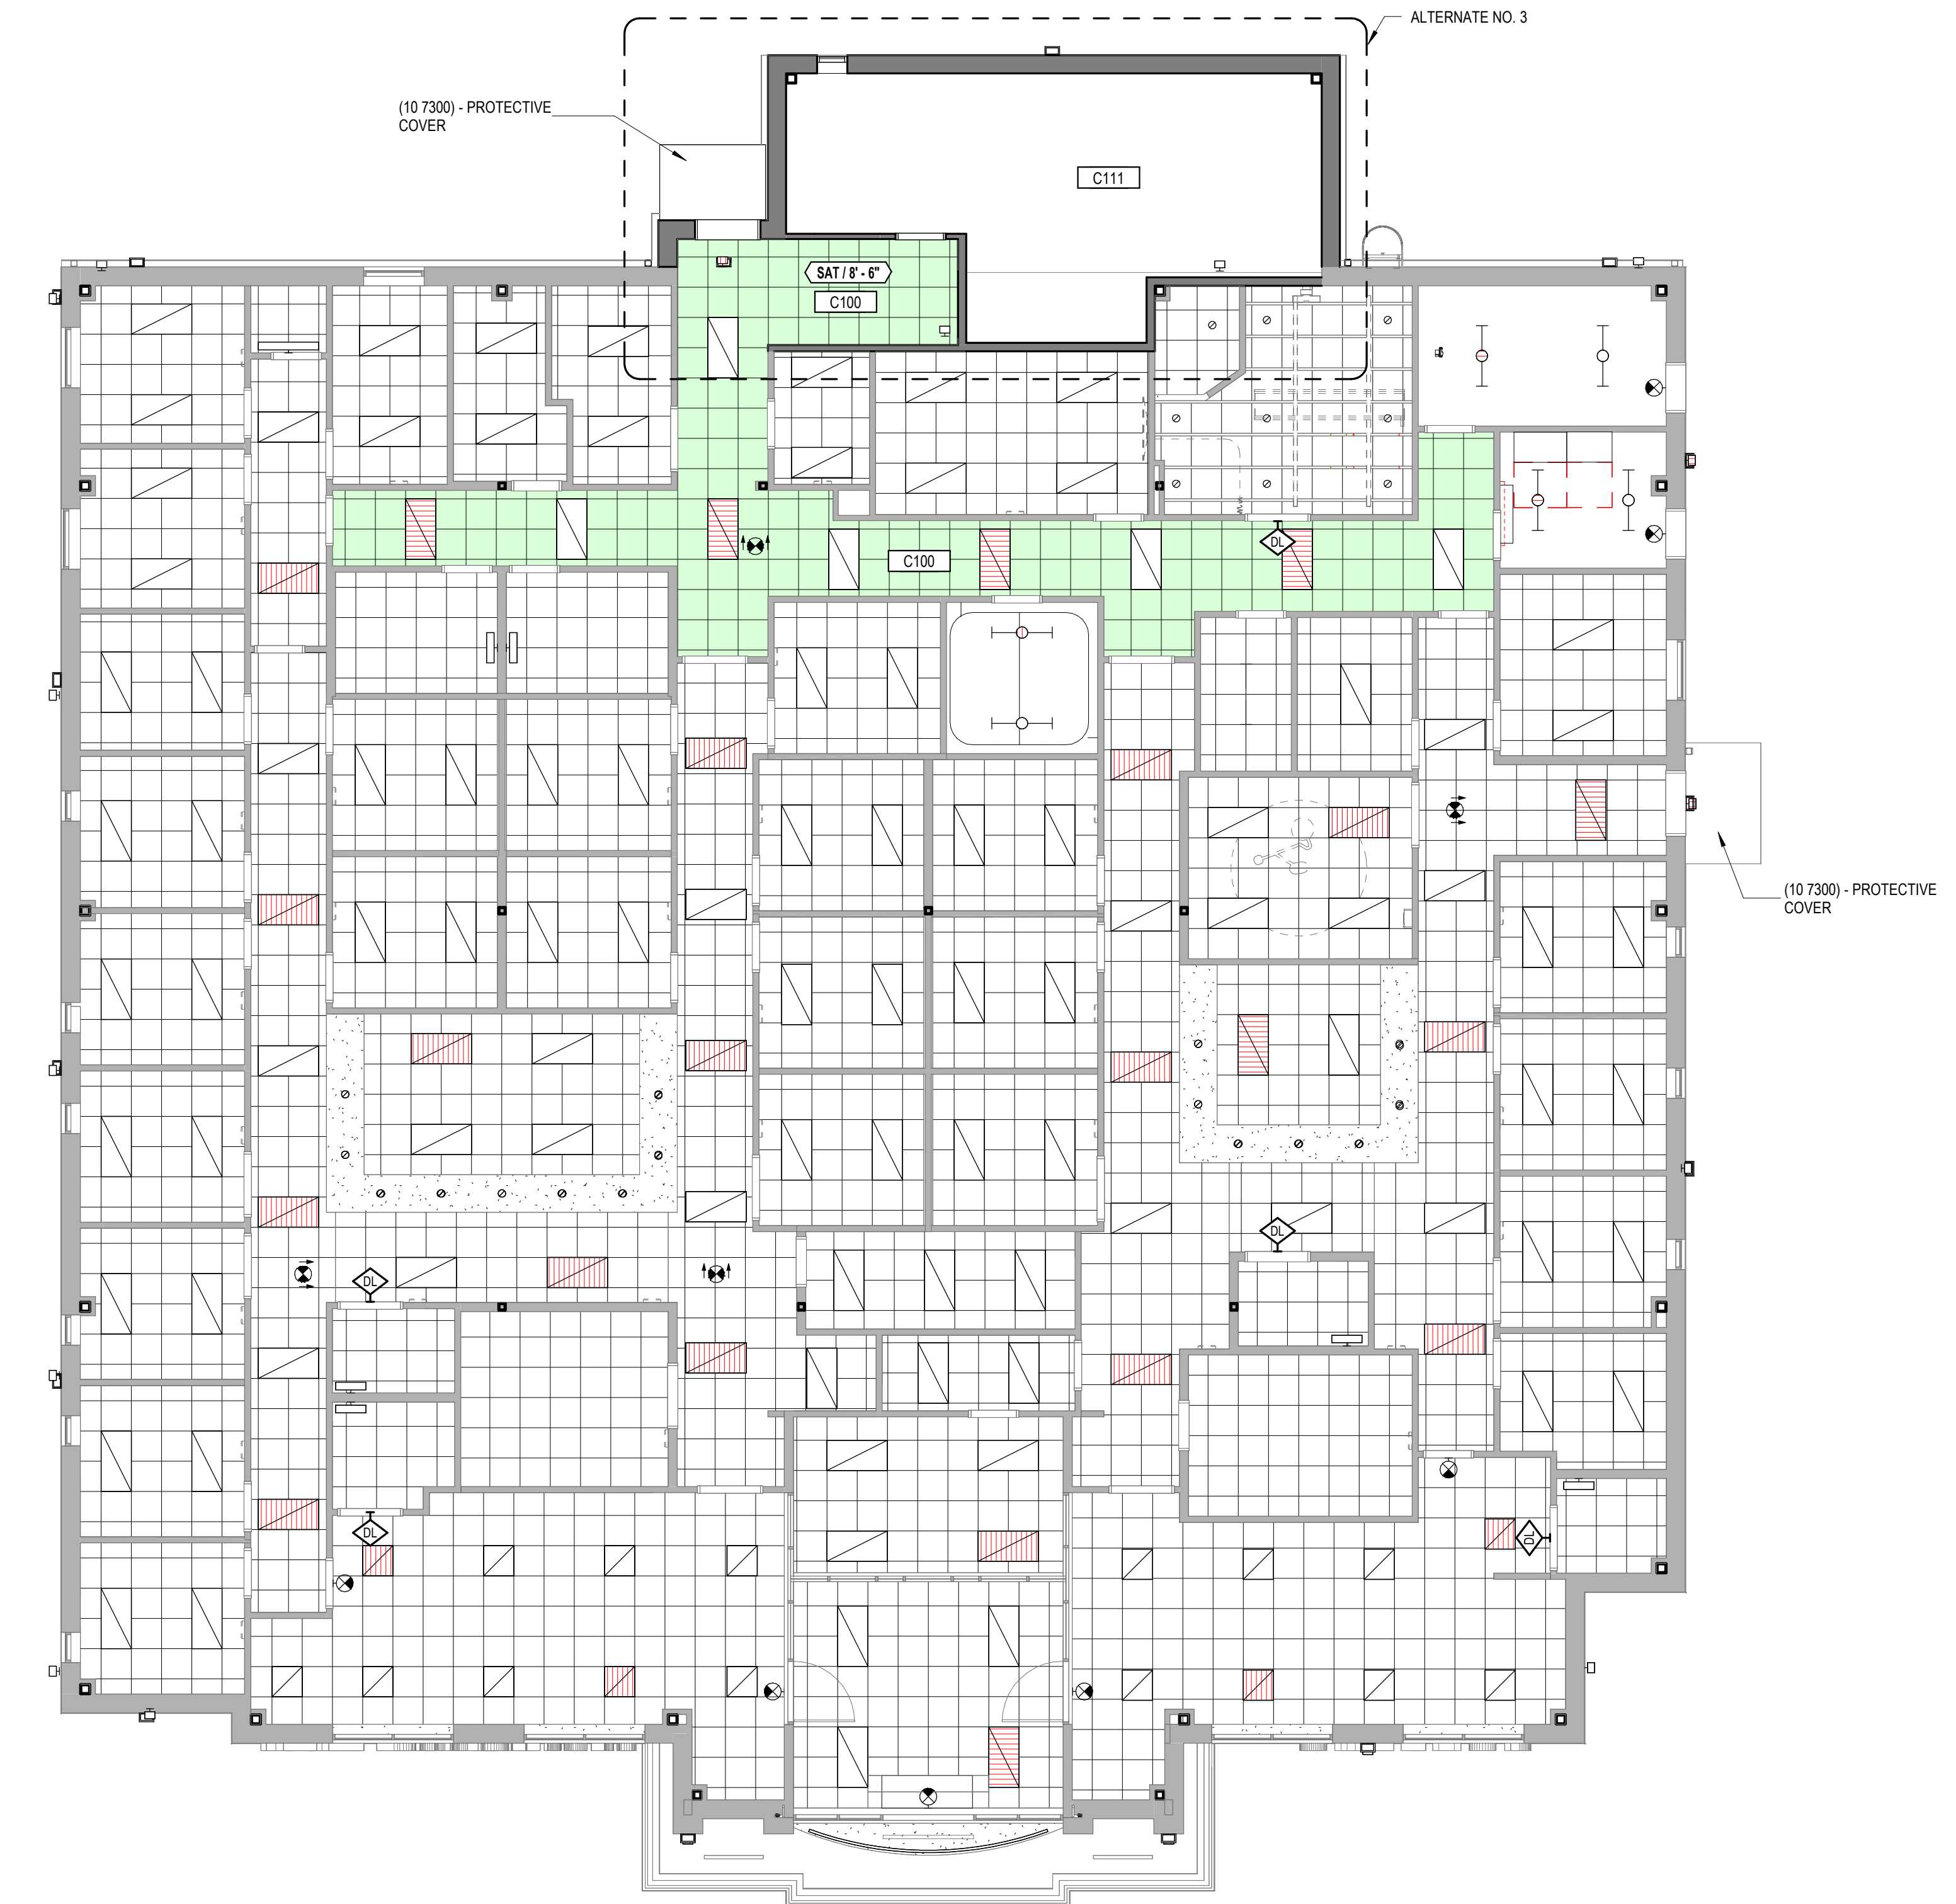 ALTERNATE NO. 3
(10 7300) - PROTECTIVE
COVER
C111
SAT / 8' - 6"
C100
C100
DL
(10 7300) - PROTECTIVE
COVER
DL
DL
DL
DL